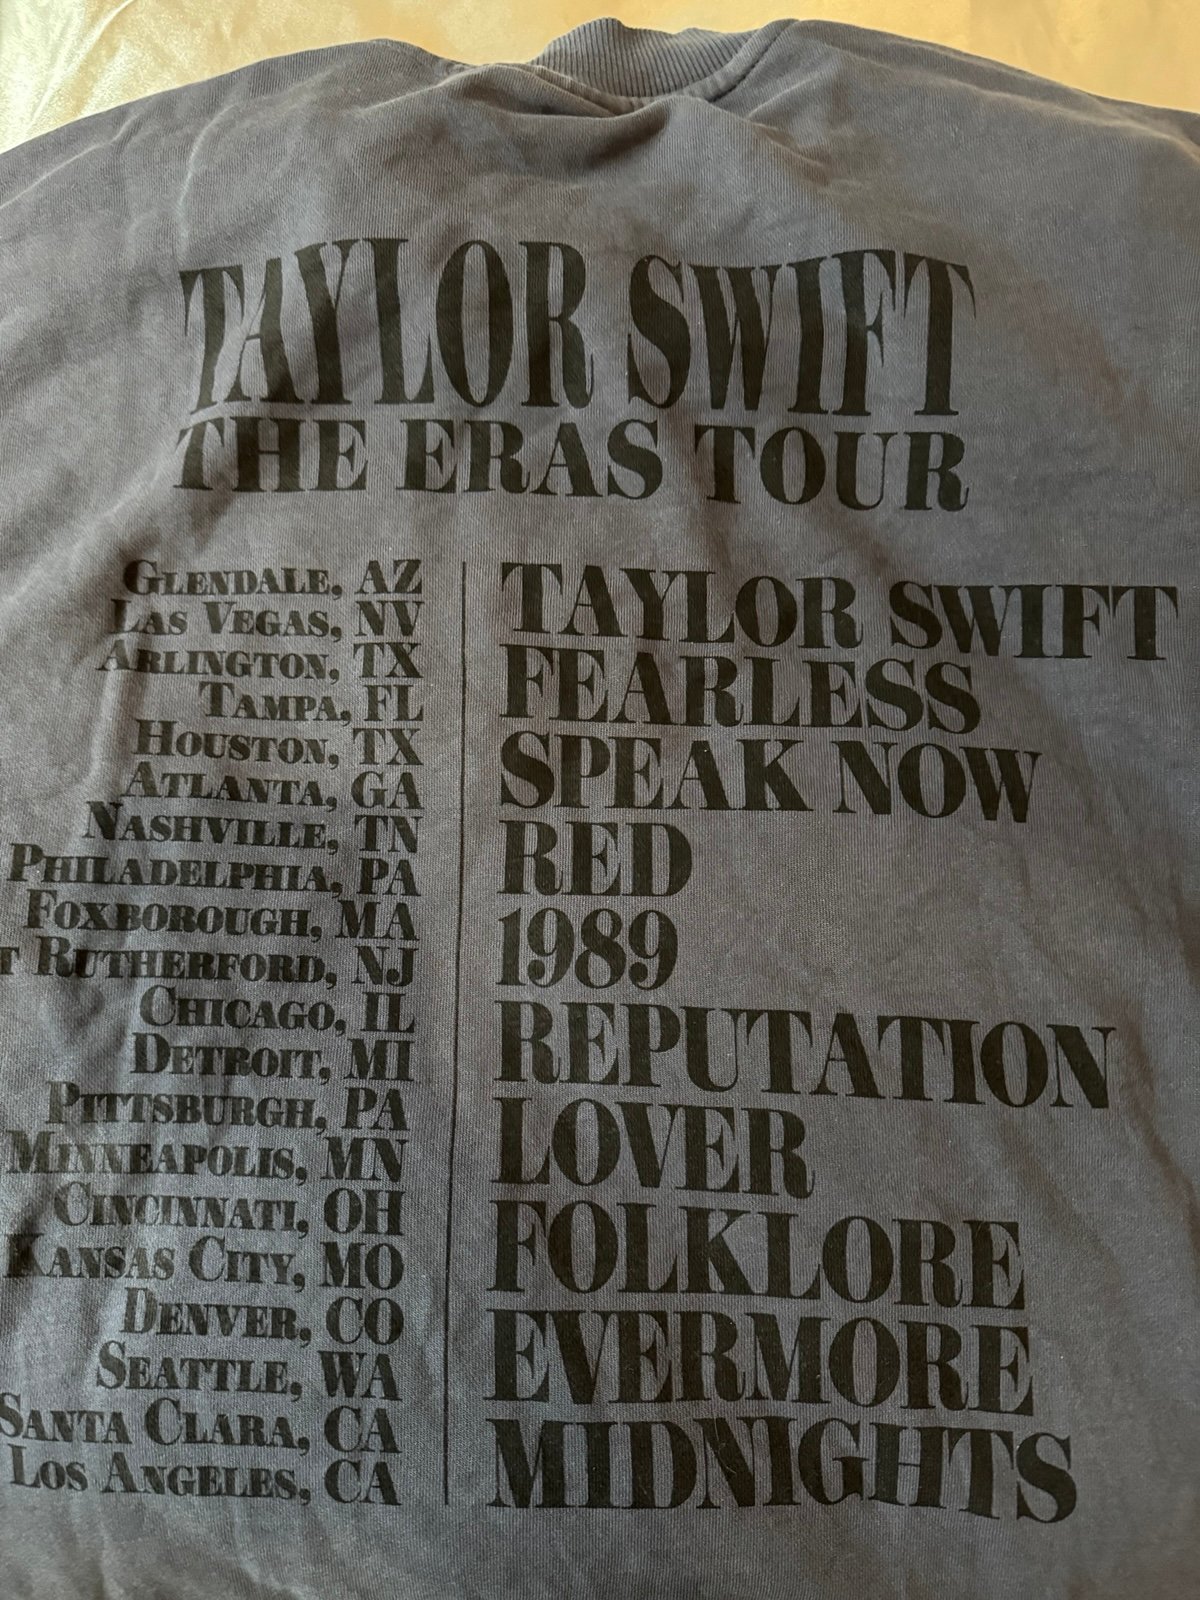 TAYLOR SWIFT
THE ERAS TOUR
GLENDALE, AZ
LAS VEGAS, NV
ARLINGTON, TX
TAMPA, FL
HOUSTON, TX
ATLANTA, GA
NASHVILLE, TN
PHILADELPHIA, PA
FOXBOROUGH, MA
T RUTHERFORD, NJ
CHICAGO, IL
DETROIT, MI
PITTSBURGH, PA
MINNEAPOLIS, MN
CINCINNATI, OH
KANSAS CITY, MO
DENVER, CO
SEATTLE, WA
SANTA CLARA, CA
LOS ANGELES, CA
TAYLOR SWIFT
FEARLESS
SPEAK NOW
RED
1989
REPUTATION
LOVER
FOLKLORE
EVERMORE
MIDNIGHTS